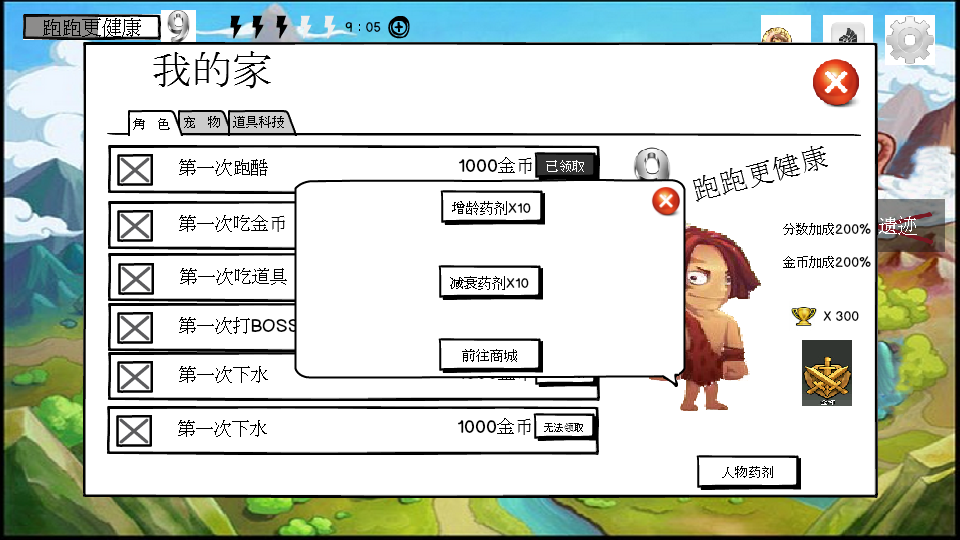 跑跑更健康
9
9：05
我的家
角 色
宠 物
道具科技
第一次跑酷
1000金币
已领取
0
跑跑更健康
第一次吃金币
增龄药剂X10
分数加成200%
遗迹
金币加成200%
第一次吃道具
减衰药剂X10
第一次打BOSS
X 300
前往商城
第一次下水
第一次下水
1000金币
无法领取
人物药剂